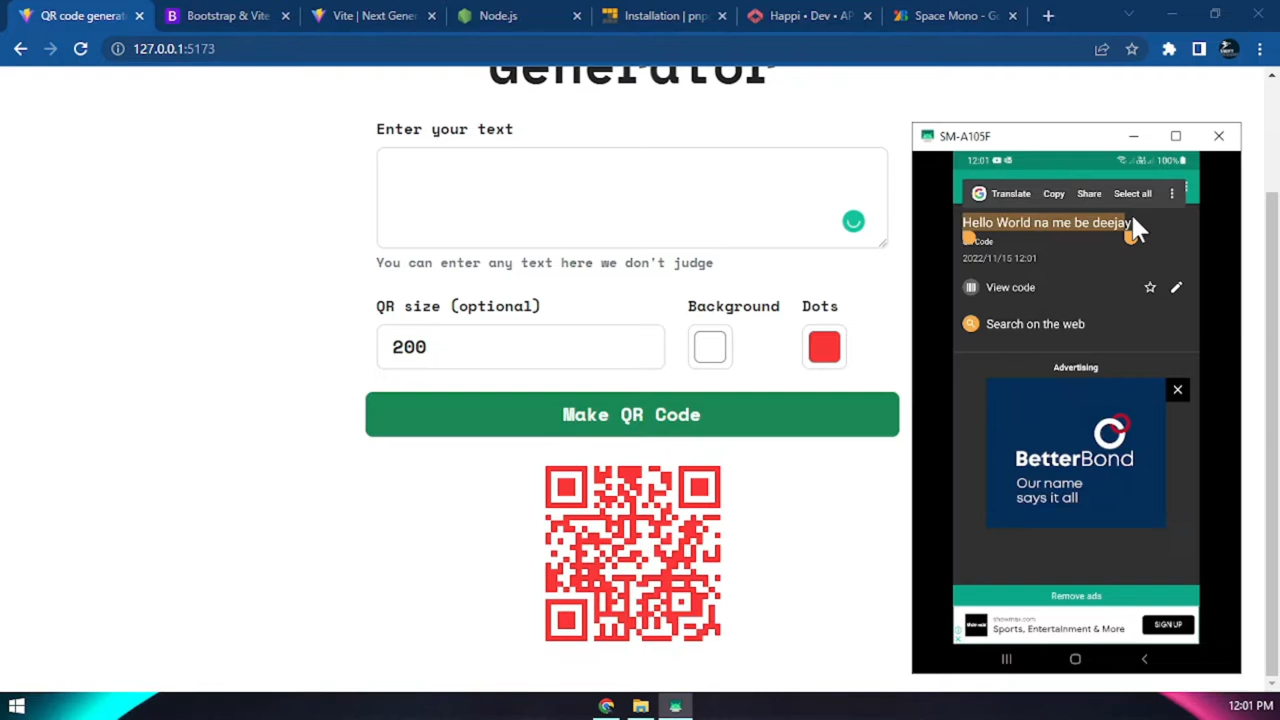 QR code generat
Bootstrap & Vite
Vite | Next Gene
Node.js
Installation | pnp
Happi • Dev • AP
Space Mono - Go
127.0.0.1:5173
Generator
Enter your text
You can enter any text here we don't judge
QR size (optional)
Background
Dots
200
Make QR Code
SM-A105F
12:01
100%
Translate Copy Share Select all
Hello World na me be deejay
QR Code
2022/11/15 12:01
View code
Search on the web
Advertising
BetterBond
Our name
says it all
Remove ads
showmax.com
Sports, Entertainment & More
SIGN UP
12:01 PM